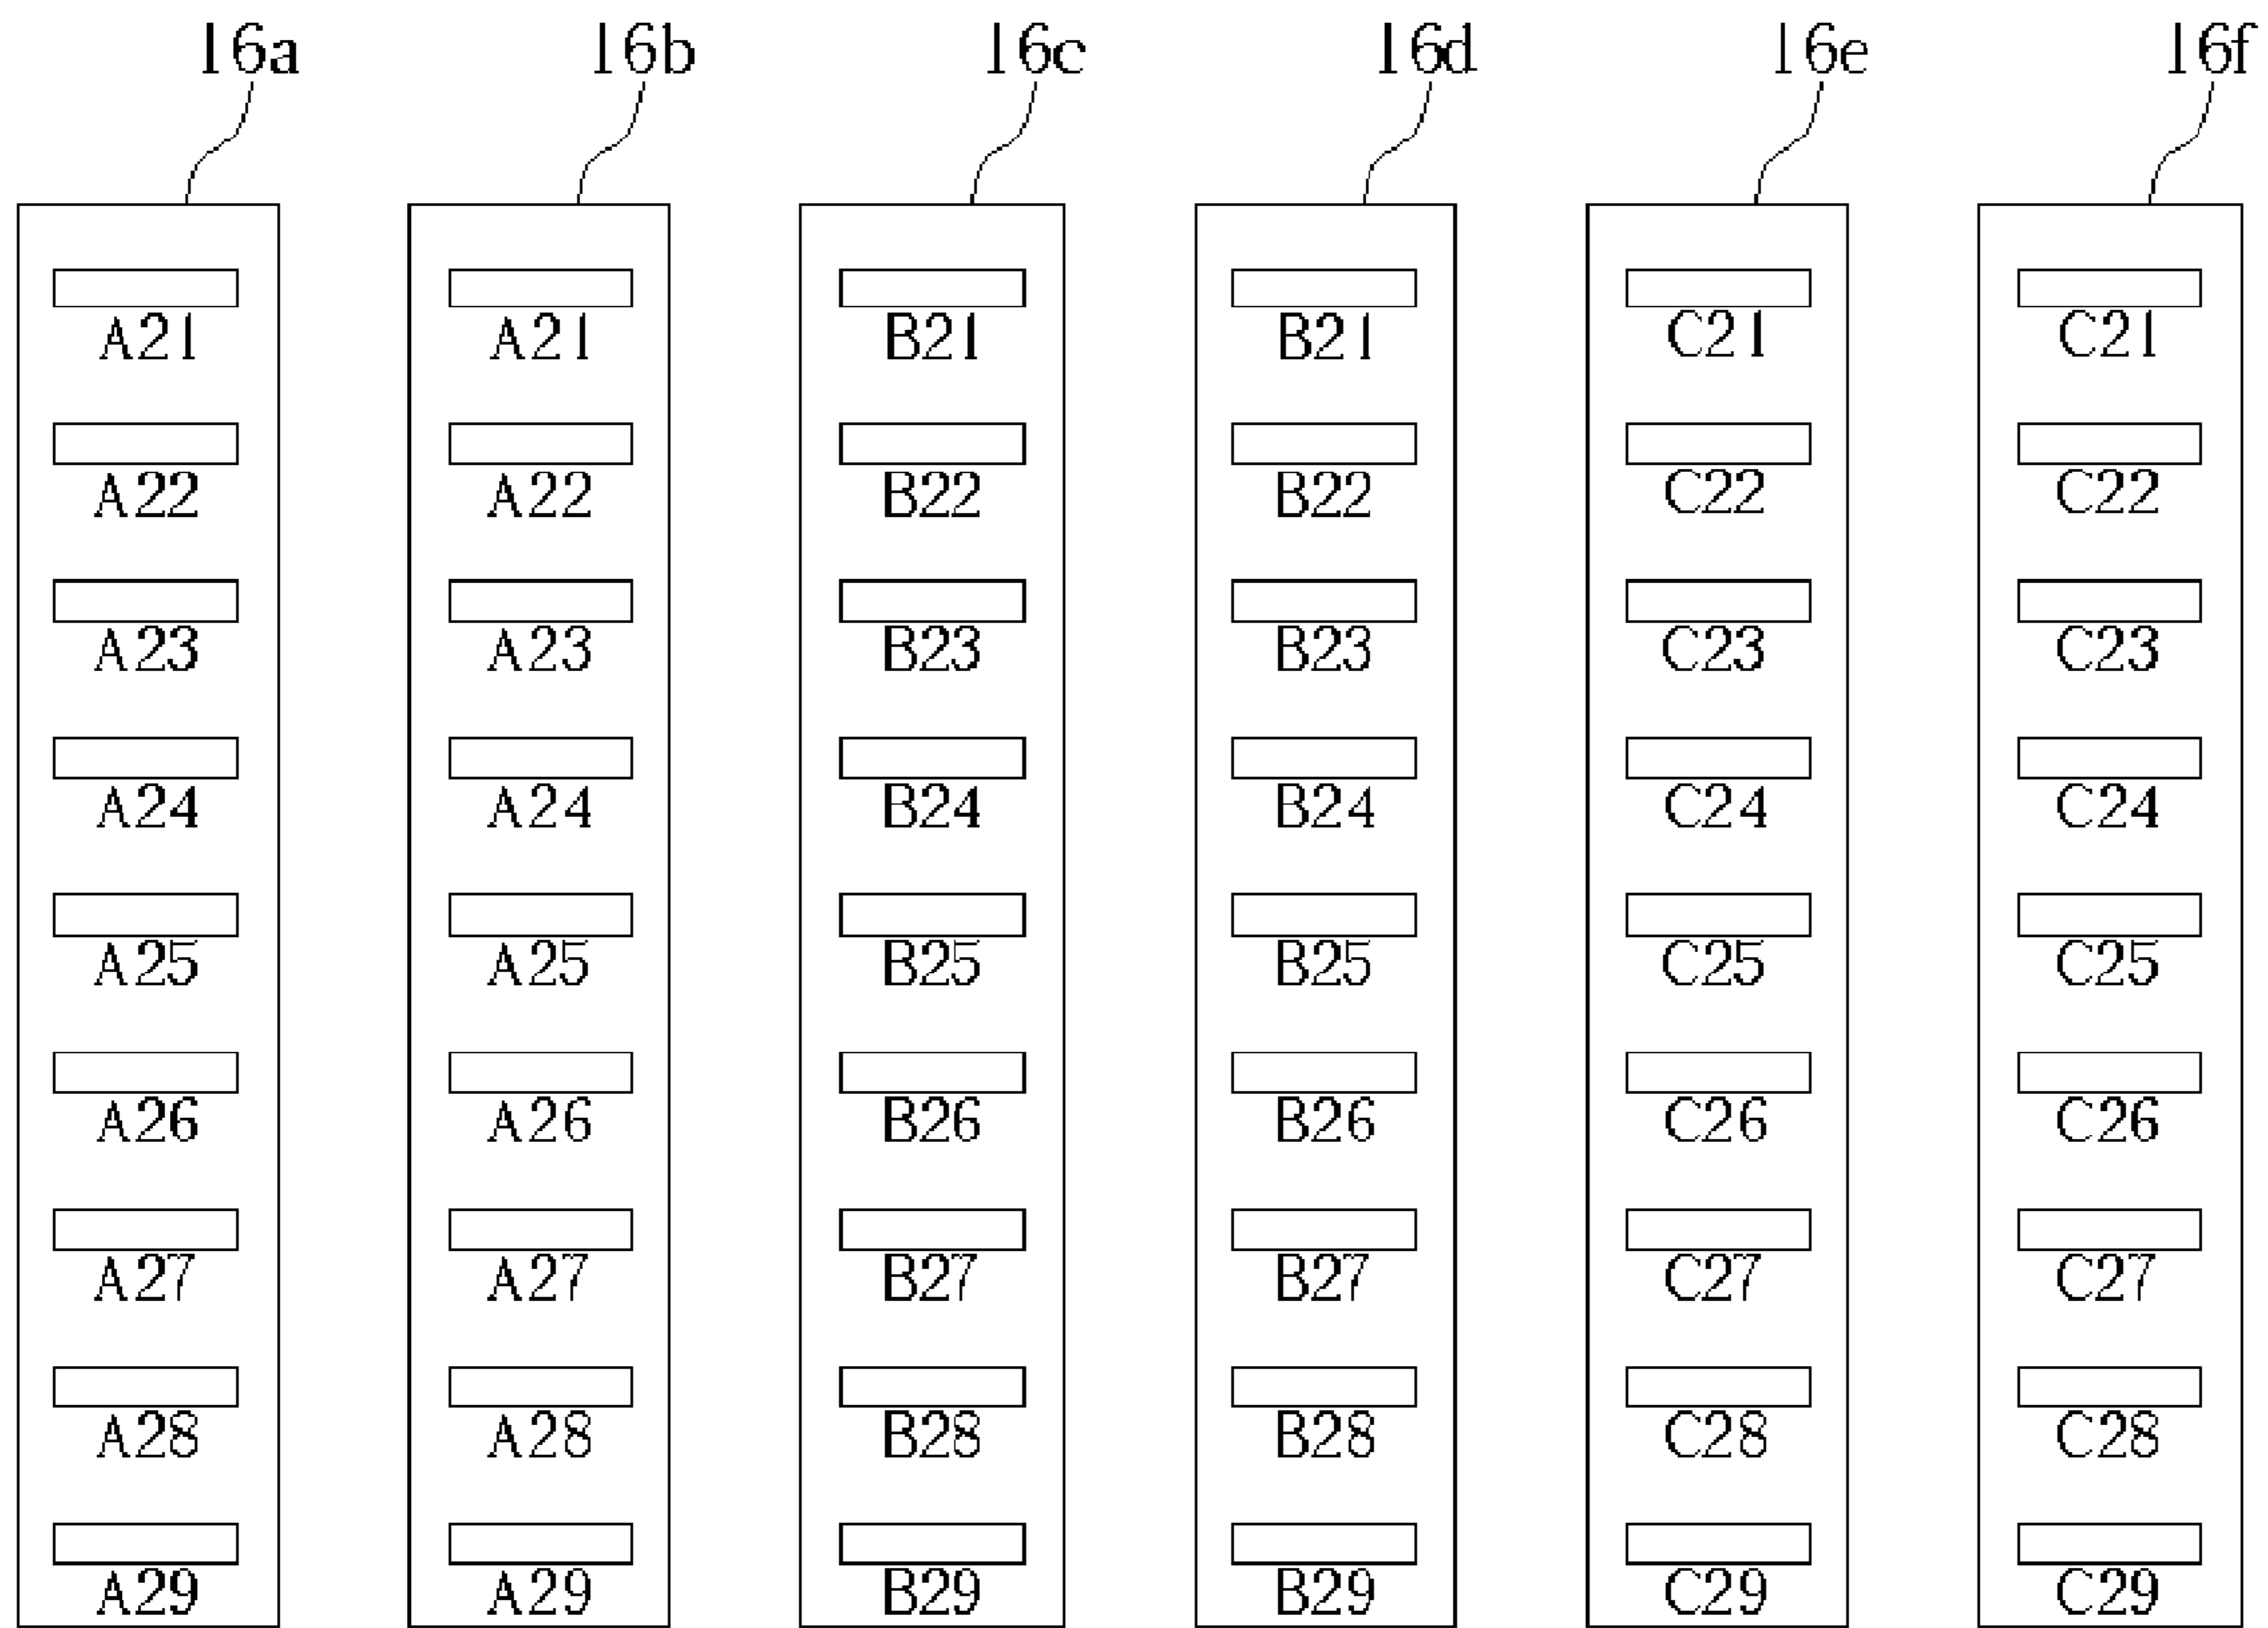 16a 16b 16c 16d 16e 16f
A21 A21 B21 B21 C21 C21
A22 A22 B22 B22 C22 C22
A23 A23 B23 B23 C23 C23
A24 A24 B24 B24 C24 C24
A25 A25 B25 B25 C25 C25
A26 A26 B26 B26 C26 C26
A27 A27 B27 B27 C27 C27
A28 A28 B28 B28 C28 C28
A29 A29 B29 B29 C29 C29